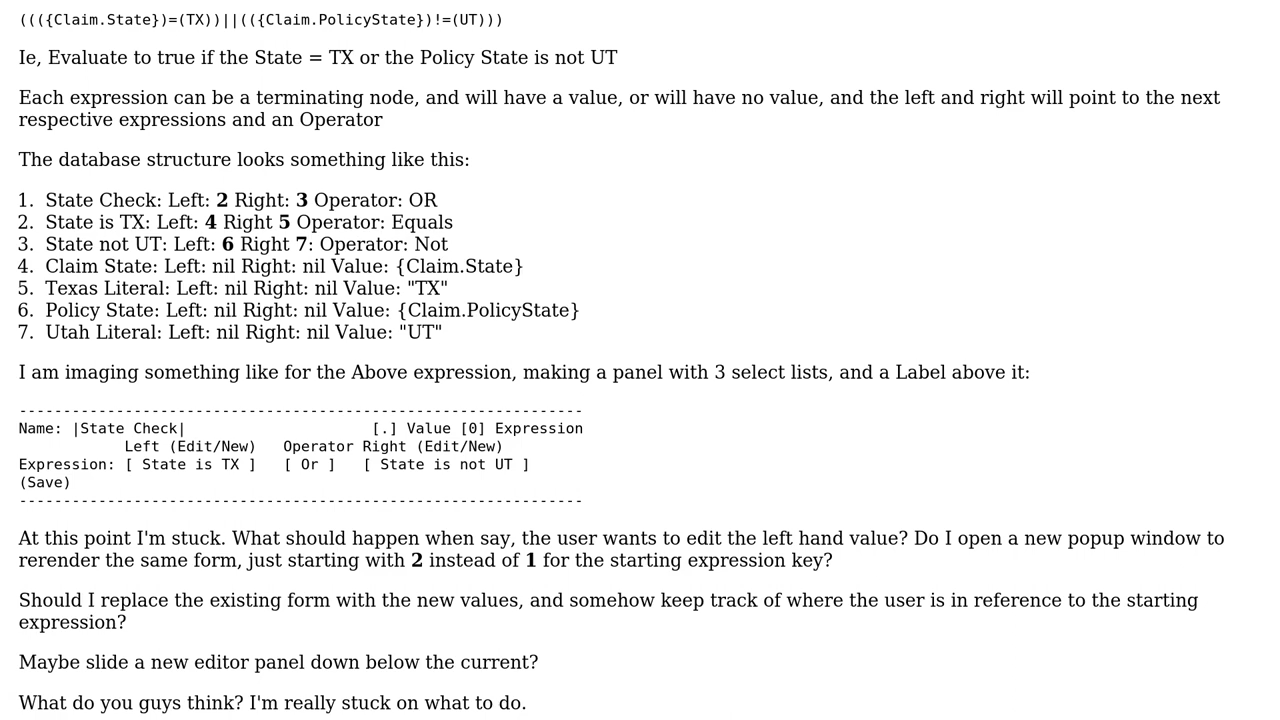 ((({Claim.State})=(TX))||(({Claim.PolicyState})!=(UT)))
Ie, Evaluate to true if the State = TX or the Policy State is not UT
Each expression can be a terminating node, and will have a value, or will have no value, and the left and right will point to the next
respective expressions and an Operator
The database structure looks something like this:
1. State Check: Left: 2 Right: 3 Operator: OR
2. State is TX: Left: 4 Right 5 Operator: Equals
3. State not UT: Left: 6 Right 7: Operator: Not
4. Claim State: Left: nil Right: nil Value: {Claim.State}
5. Texas Literal: Left: nil Right: nil Value: "TX"
6. Policy State: Left: nil Right: nil Value: {Claim.PolicyState}
7. Utah Literal: Left: nil Right: nil Value: "UT"
I am imaging something like for the Above expression, making a panel with 3 select lists, and a Label above it:
----------------------------------------------------------------
Name: |State Check|                     [.] Value [0] Expression
            Left (Edit/New)   Operator Right (Edit/New)
Expression: [ State is TX ]   [ Or ]   [ State is not UT ]
(Save)
----------------------------------------------------------------
At this point I'm stuck. What should happen when say, the user wants to edit the left hand value? Do I open a new popup window to
rerender the same form, just starting with 2 instead of 1 for the starting expression key?
Should I replace the existing form with the new values, and somehow keep track of where the user is in reference to the starting
expression?
Maybe slide a new editor panel down below the current?
What do you guys think? I'm really stuck on what to do.